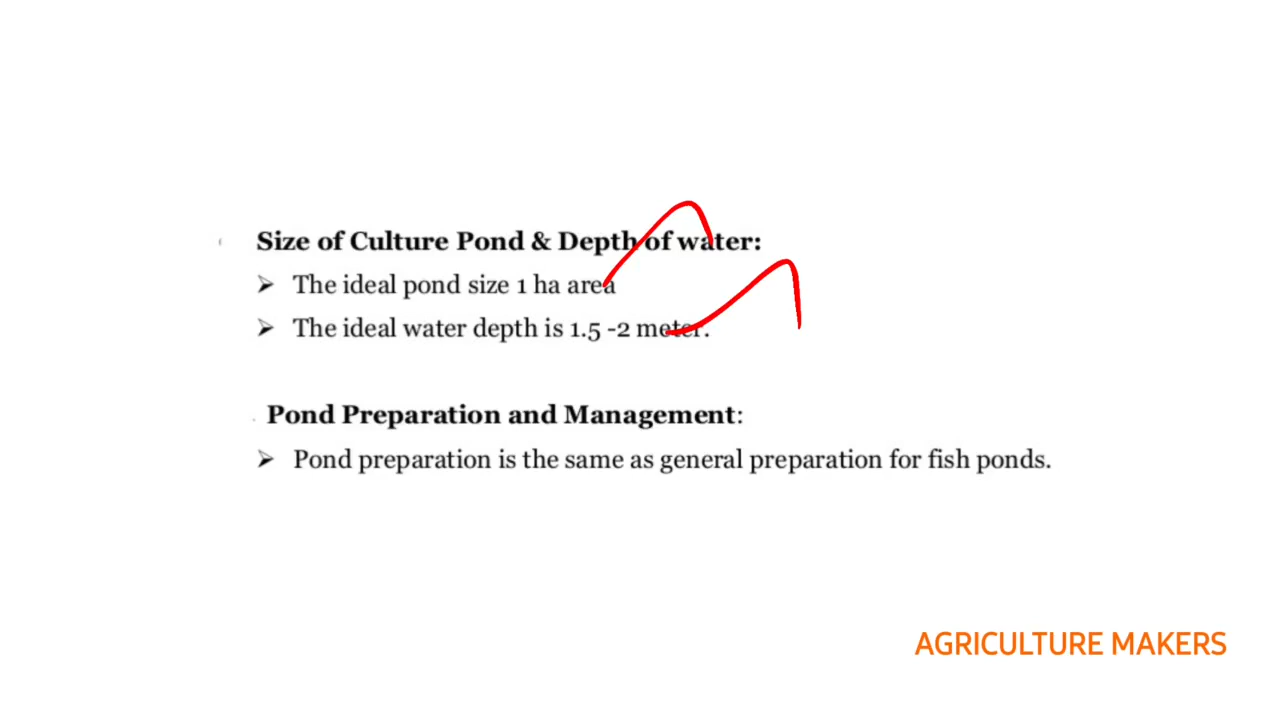 Size of Culture Pond & Depth of water:
➢ The ideal pond size 1 ha area
➢ The ideal water depth is 1.5 -2 meter.
Pond Preparation and Management:
➢ Pond preparation is the same as general preparation for fish ponds.
AGRICULTURE MAKERS